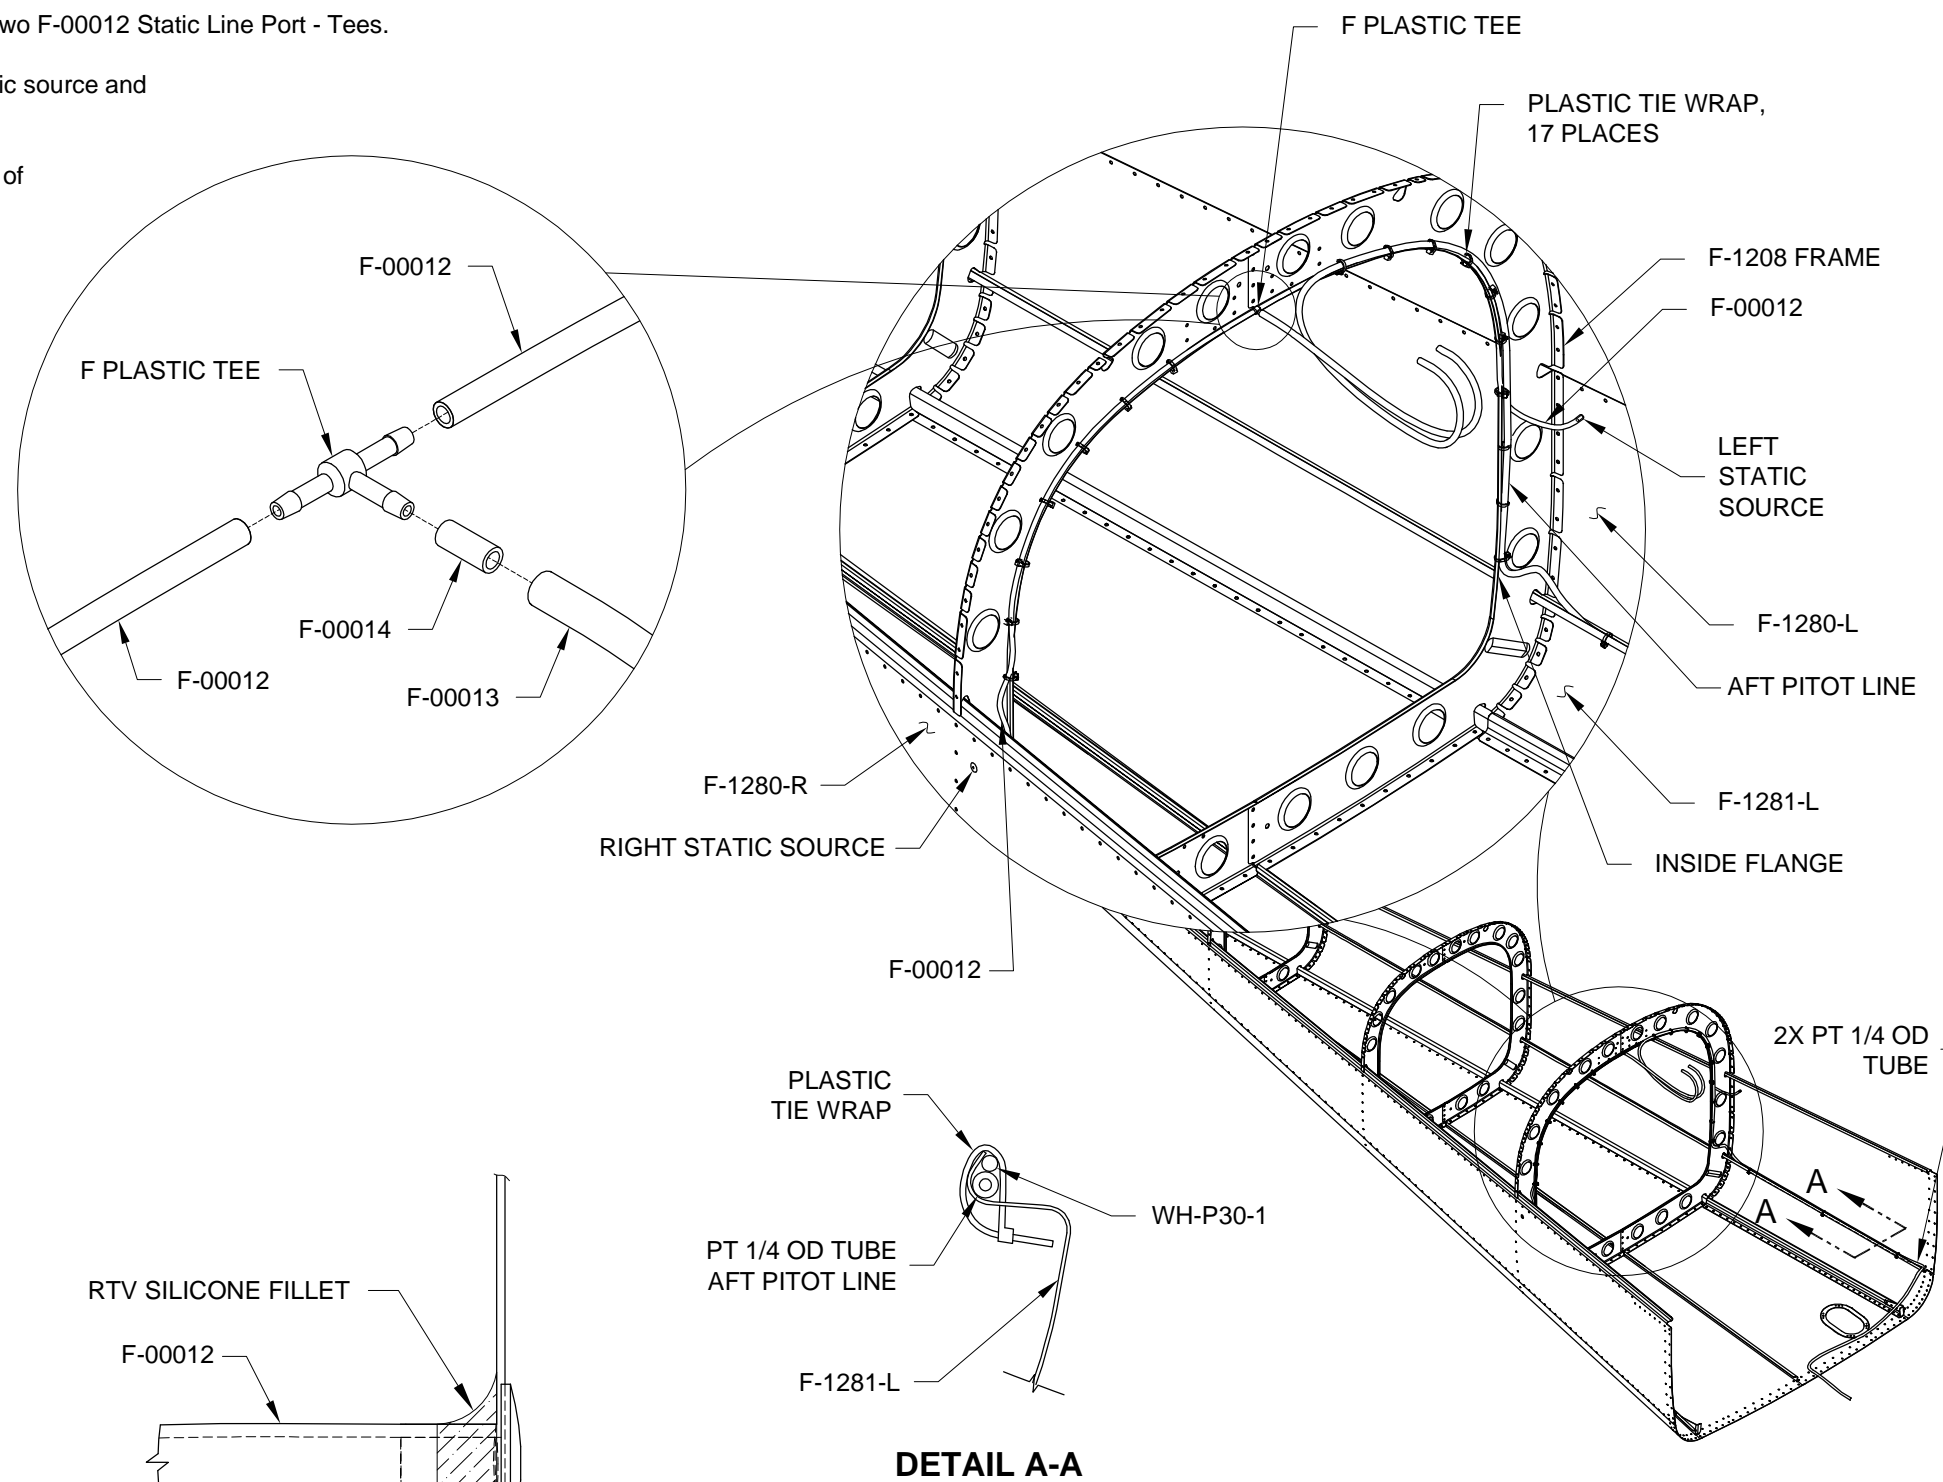 wo F-00012 Static Line Port - Tees.
ic source and
of
F PLASTIC TEE
PLASTIC TIE WRAP,
17 PLACES
F-00012
F PLASTIC TEE
F-00014
F-00012
F-00013
F-1208 FRAME
F-00012
LEFT
STATIC
SOURCE
F-1280-L
AFT PITOT LINE
F-1280-R
F-1281-L
RIGHT STATIC SOURCE
INSIDE FLANGE
F-00012
2X PT 1/4 OD
TUBE
PLASTIC
TIE WRAP
A
A
WH-P30-1
PT 1/4 OD TUBE
AFT PITOT LINE
RTV SILICONE FILLET
F-00012
F-1281-L
DETAIL A-A